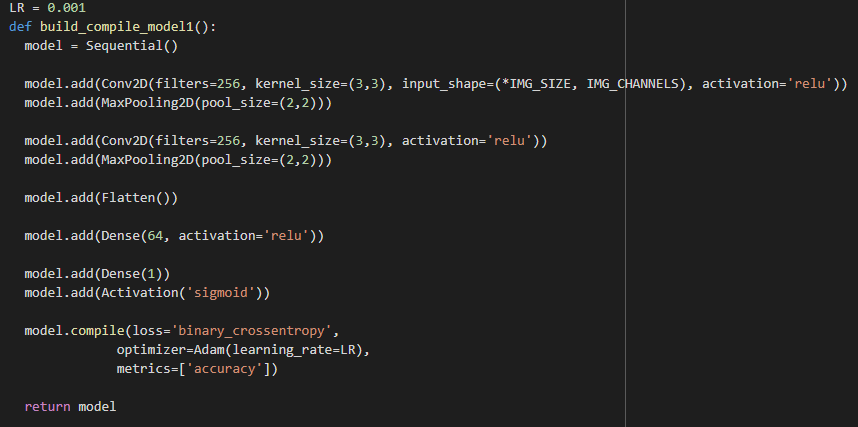 LR = 0.001
def build_compile_model1():
  model = Sequential()
  model.add(Conv2D(filters=256, kernel_size=(3,3), input_shape=(*IMG_SIZE, IMG_CHANNELS), activation='relu'))
  model.add(MaxPooling2D(pool_size=(2,2)))
  model.add(Conv2D(filters=256, kernel_size=(3,3), activation='relu'))
  model.add(MaxPooling2D(pool_size=(2,2)))
  model.add(Flatten())
  model.add(Dense(64, activation='relu'))
  model.add(Dense(1))
  model.add(Activation('sigmoid'))
  model.compile(loss='binary_crossentropy',
              optimizer=Adam(learning_rate=LR),
              metrics=['accuracy'])
  return model